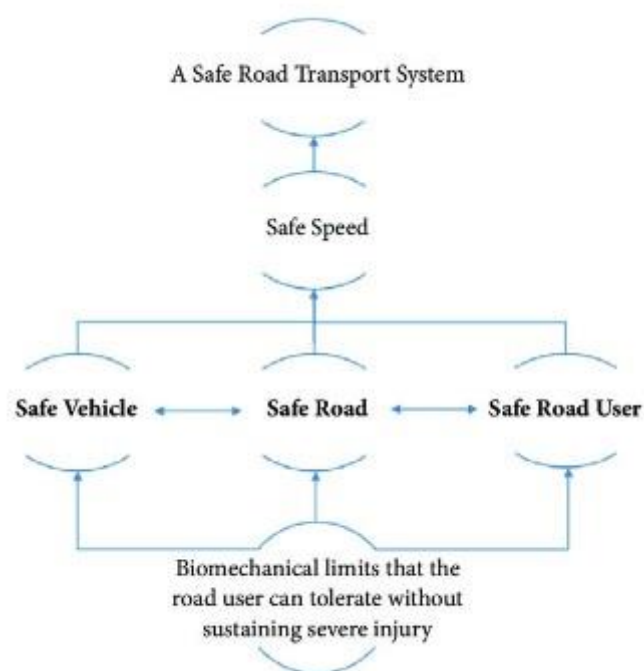 A Safe Road Transport System
Safe Speed
Safe Vehicle
Safe Road
Safe Road User
Biomechanical limits that the
road user can tolerate without
sustaining severe injury